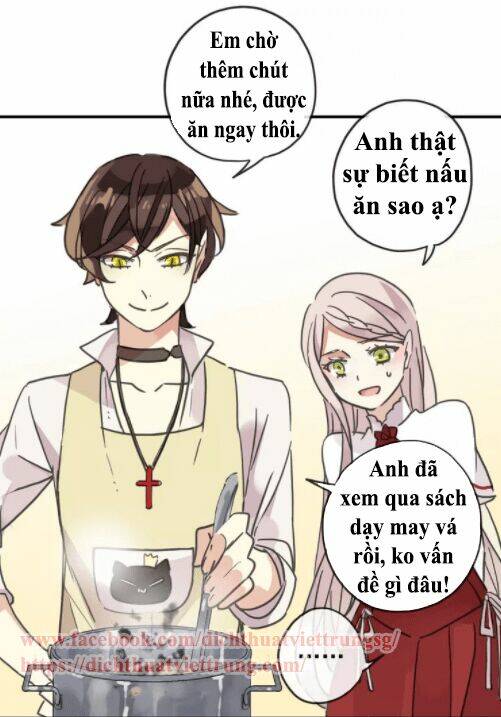 Em chờ
thêm chút
nữa nhé, được
ăn ngay thôi.
Anh thật
sự biết nấu
ăn sao ạ?
Anh đã
xem qua sách
dạy may vá
rồi, ko vấn
đề gì đâu!
......
www.facebook.com/dichthuatviettrungsg/
https://dichthuatviettrung.com/